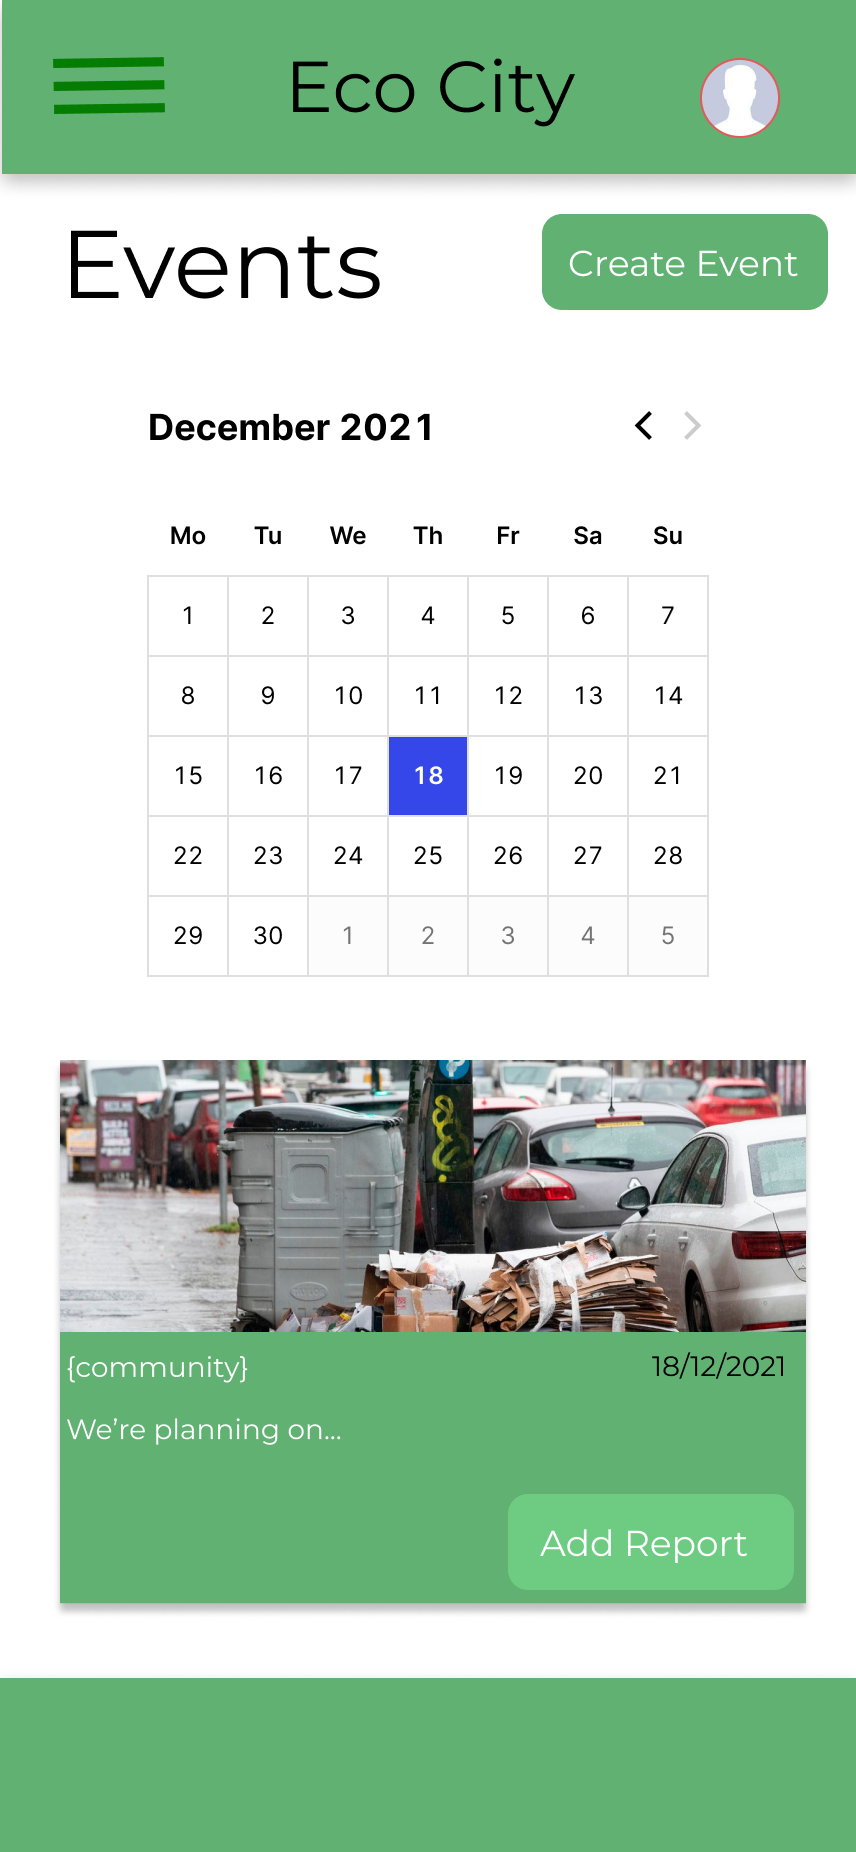 Eco City
Events
Create Event
December 2021
Mo Tu We Th Fr Sa Su
1 2 3 4 5 6 7
8 9 10 11 12 13 14
15 16 17 18 19 20 21
22 23 24 25 26 27 28
29 30 1 2 3 4 5
{community} 18/12/2021
We’re planning on...
Add Report